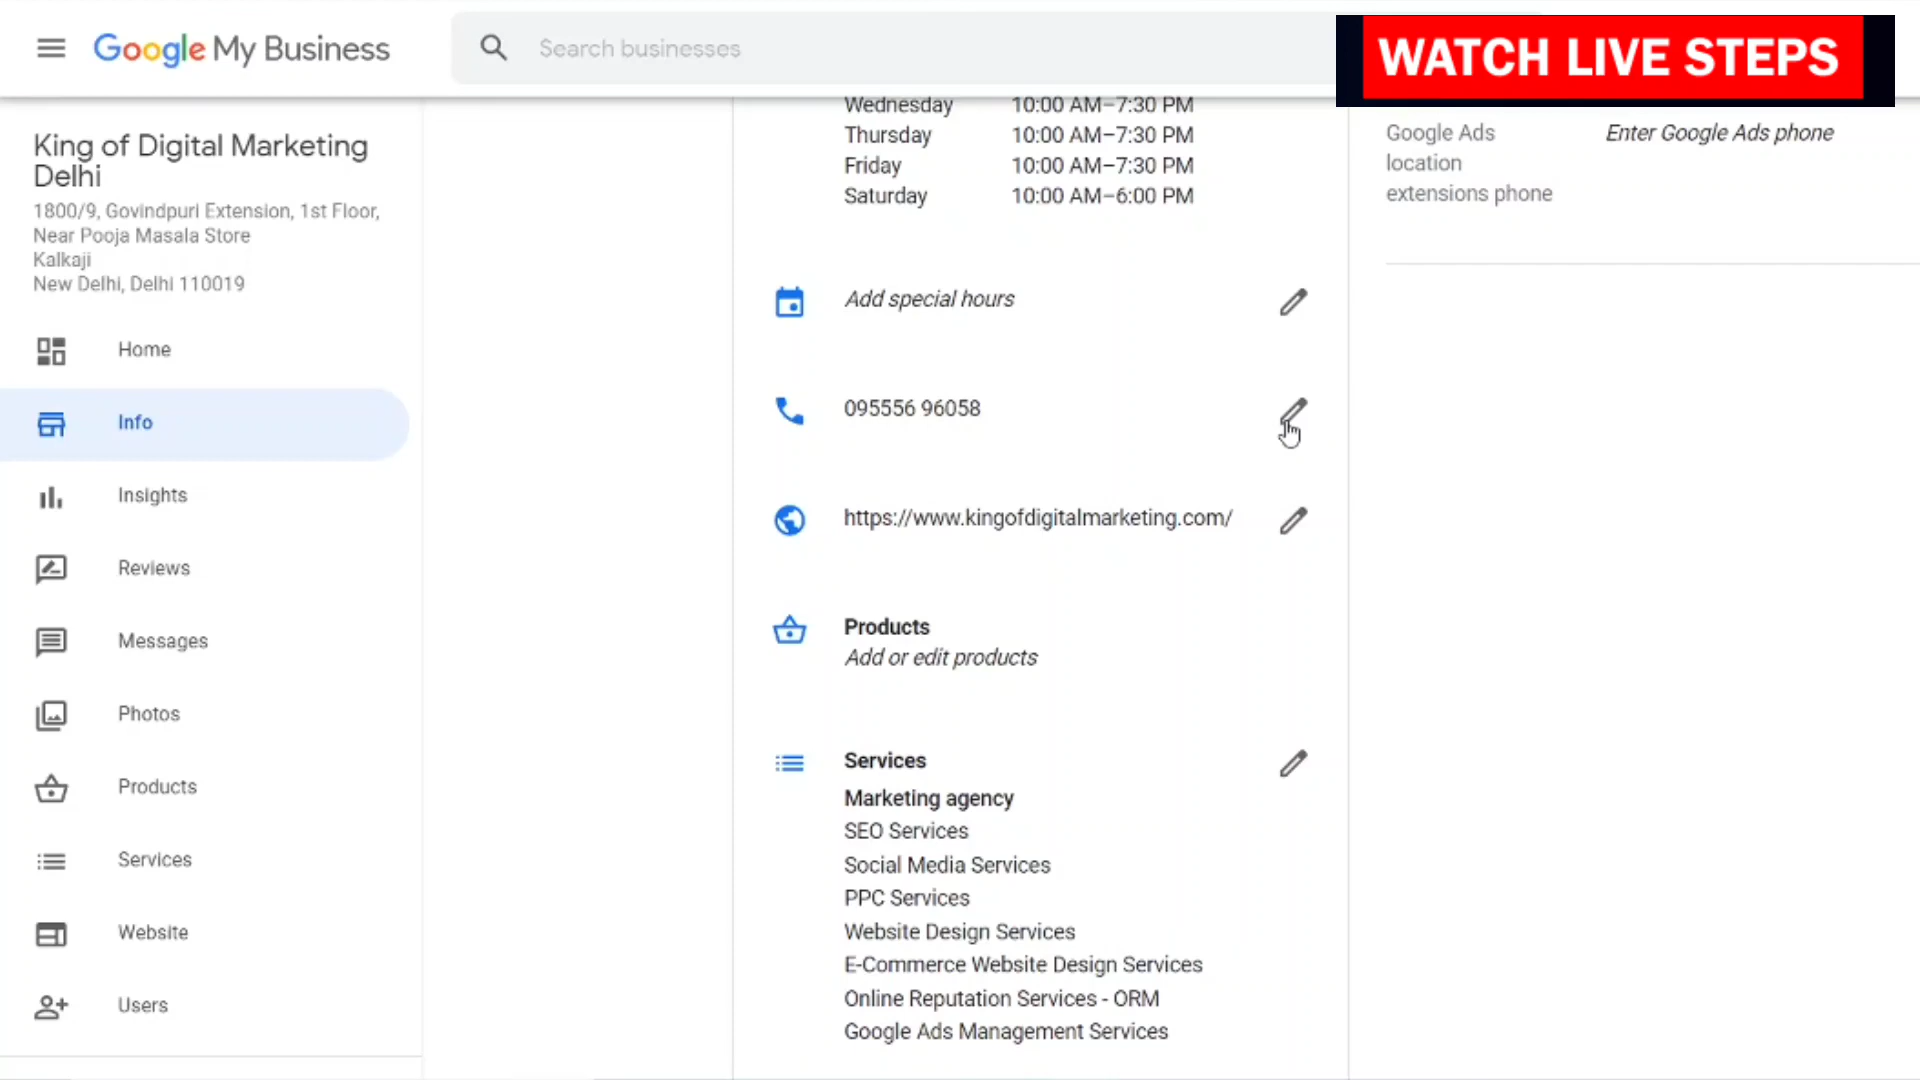 Google My Business
Search businesses
WATCH LIVE STEPS
King of Digital Marketing
Delhi
1800/9, Govindpuri Extension, 1st Floor,
Near Pooja Masala Store
Kalkaji
New Delhi, Delhi 110019
Home
Info
Insights
Reviews
Messages
Photos
Products
Services
Website
Users
Wednesday 10:00 AM–7:30 PM
Thursday 10:00 AM–7:30 PM
Friday 10:00 AM–7:30 PM
Saturday 10:00 AM–6:00 PM
Add special hours
095556 96058
https://www.kingofdigitalmarketing.com/
Products
Add or edit products
Services
Marketing agency
SEO Services
Social Media Services
PPC Services
Website Design Services
E-Commerce Website Design Services
Online Reputation Services - ORM
Google Ads Management Services
Google Ads Enter Google Ads phone
location
extensions phone